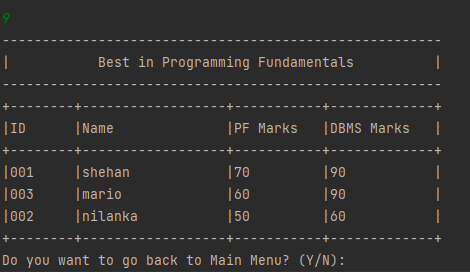 9
-------------------------------------------------------
|           Best in Programming Fundamentals          |
-------------------------------------------------------
+--------+------------------+-----------+-------------+
|ID      |Name              |PF Marks   |DBMS Marks   |
+--------+------------------+-----------+-------------+
|001     |shehan            |70         |90           |
|003     |mario             |60         |90           |
|002     |nilanka           |50         |60           |
+--------+------------------+-----------+-------------+
Do you want to go back to Main Menu? (Y/N):